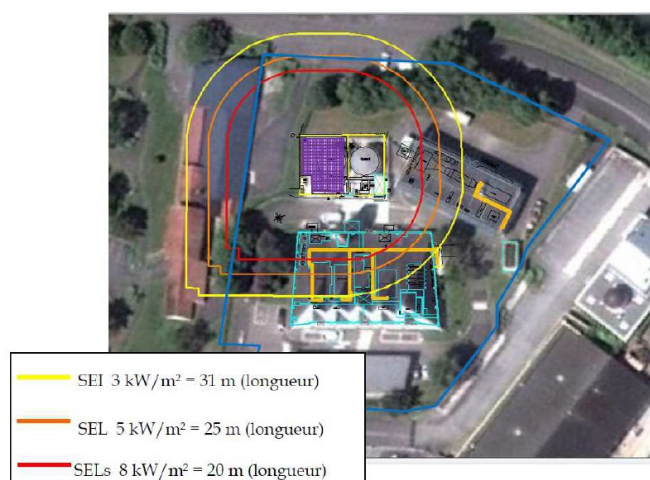 SEI 3 kW/m² = 31 m (longueur)
SEL 5 kW/m² = 25 m (longueur)
SELs 8 kW/m² = 20 m (longueur)